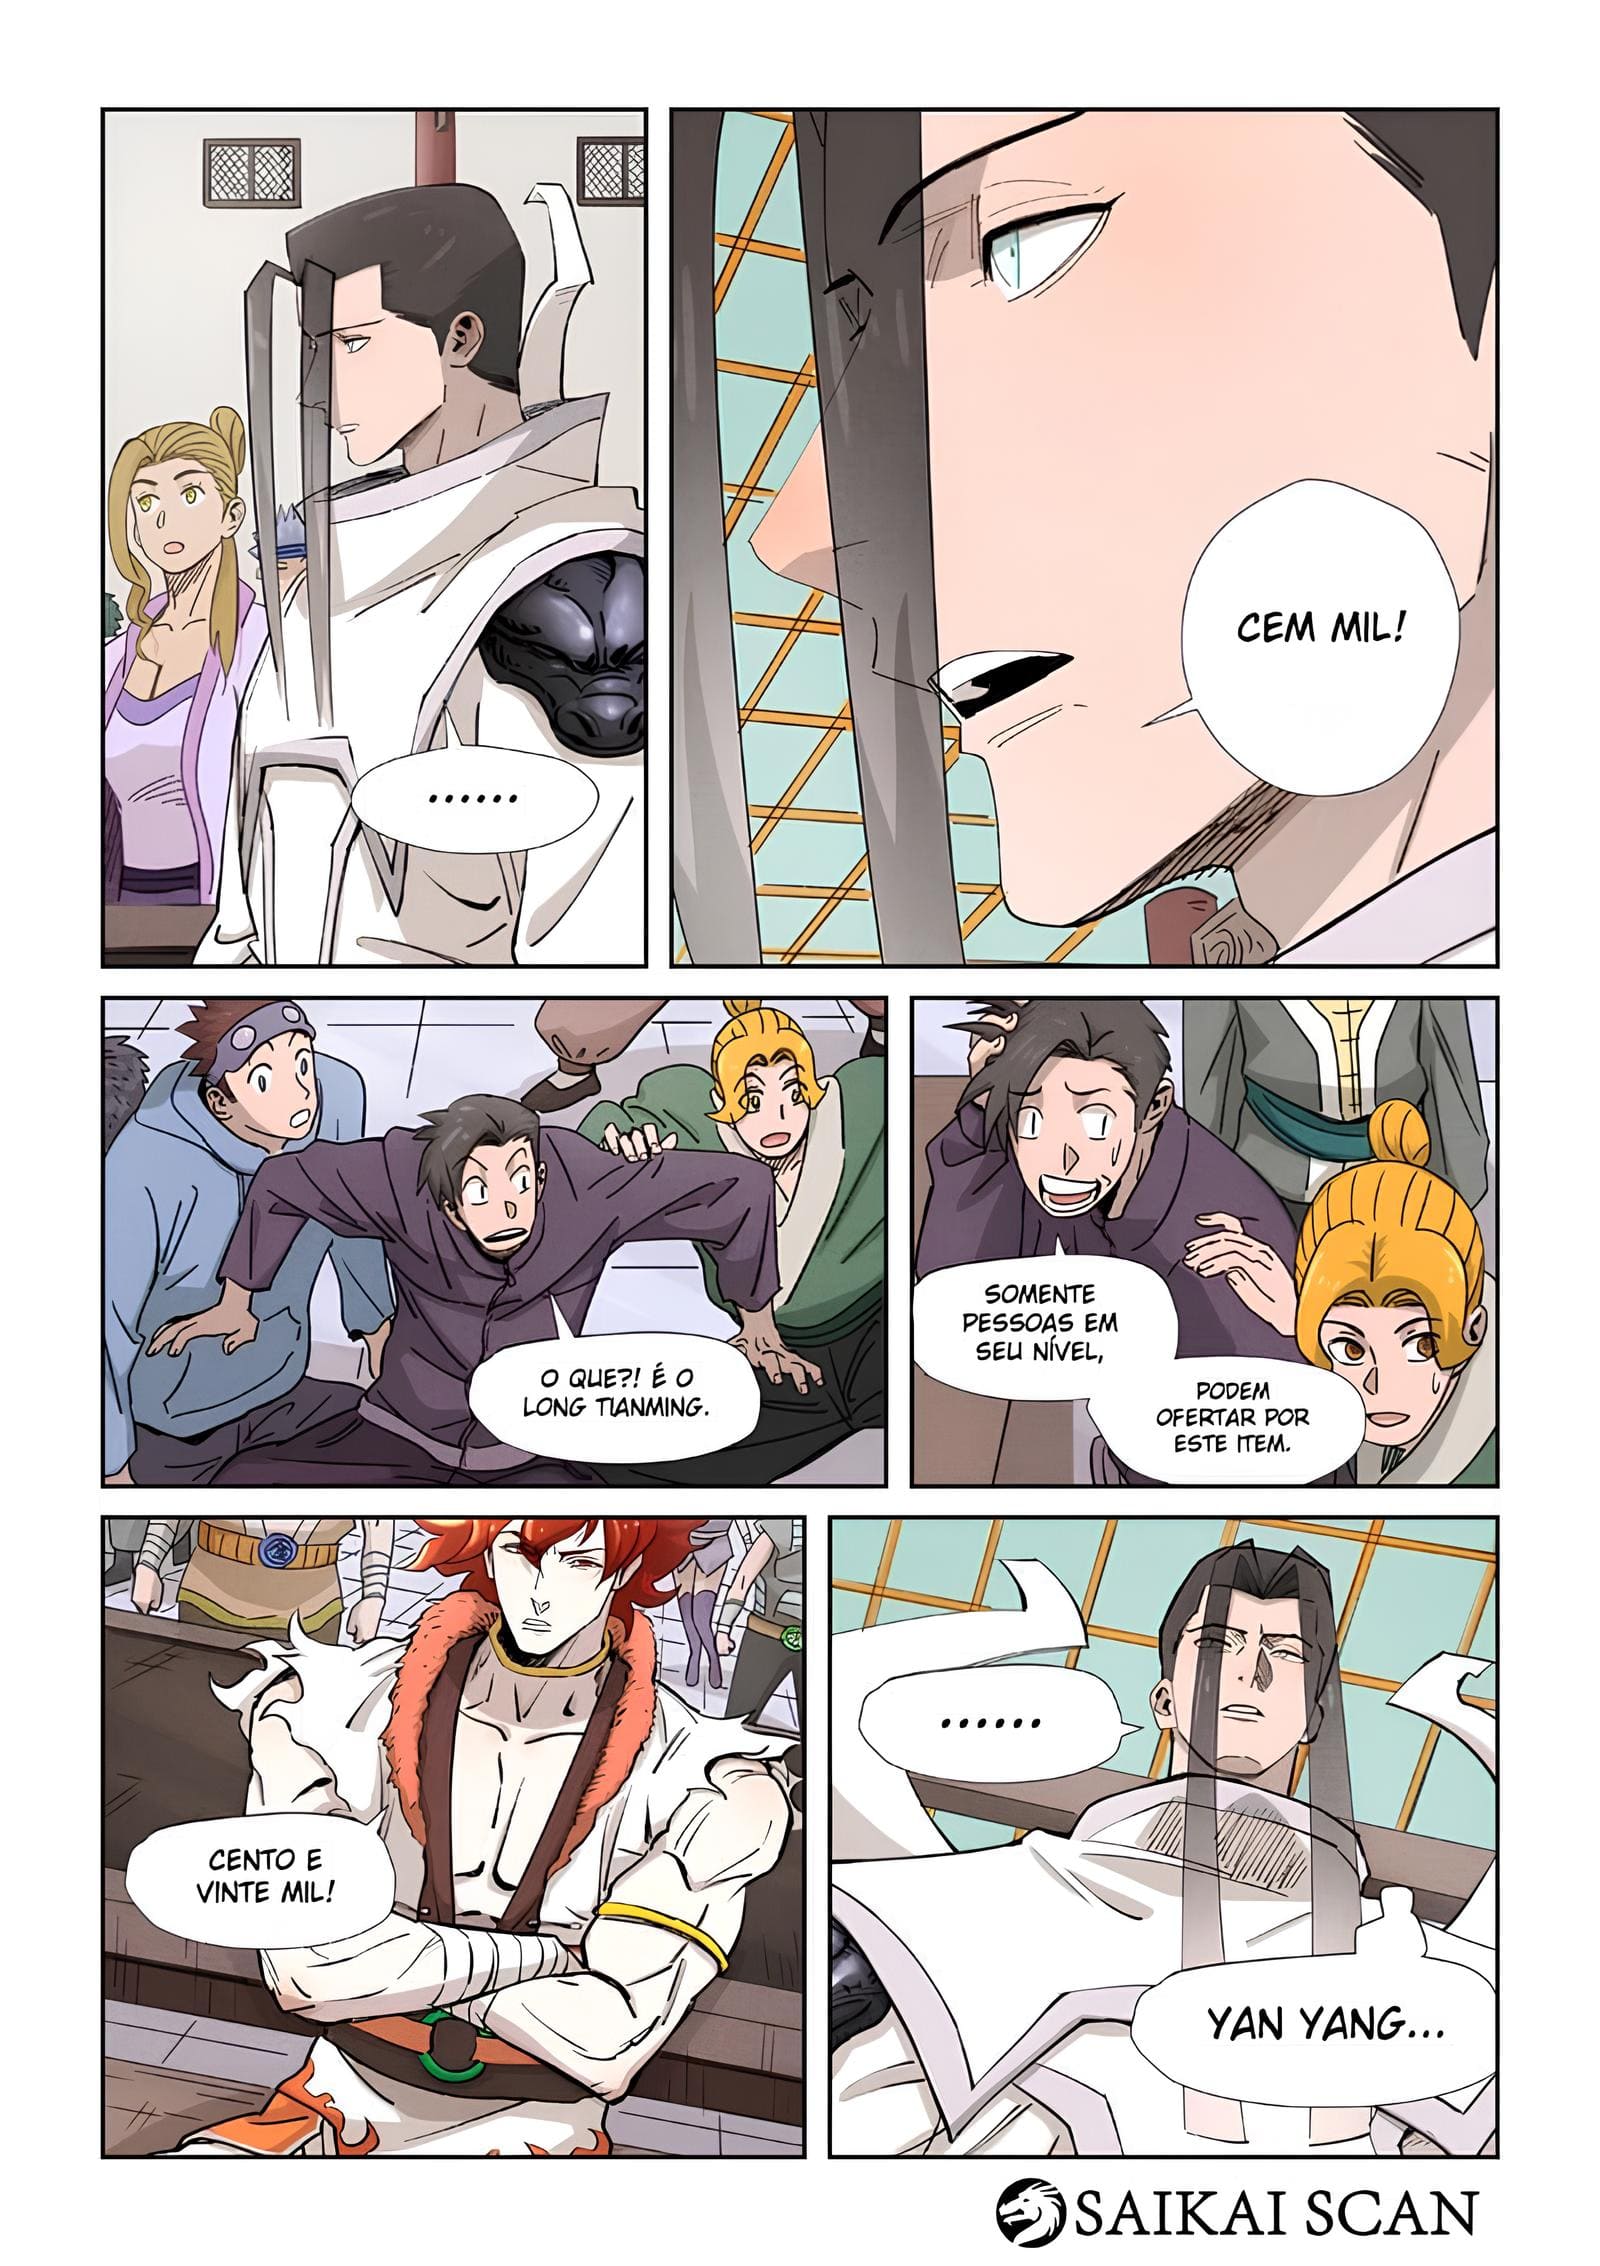 ......
CEM MIL!
O QUE?! É O
LONG TIANMING.
SOMENTE
PESSOAS EM
SEU NÍVEL,
PODEM
OFERTAR POR
ESTE ITEM.
CENTO E
VINTE MIL!
......
YAN YANG...
SAIKAI SCAN